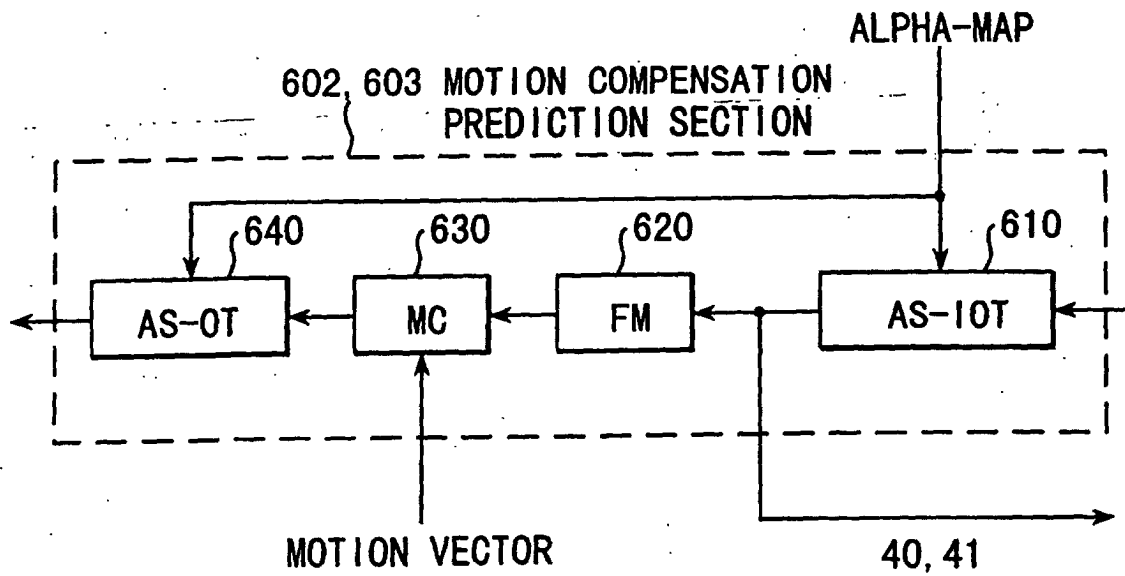 ALPHA-MAP
602, 603 MOTION COMPENSATION
PREDICTION SECTION
640
630
620
610
AS-OT
MC
FM
AS-IOT
MOTION VECTOR
40, 41